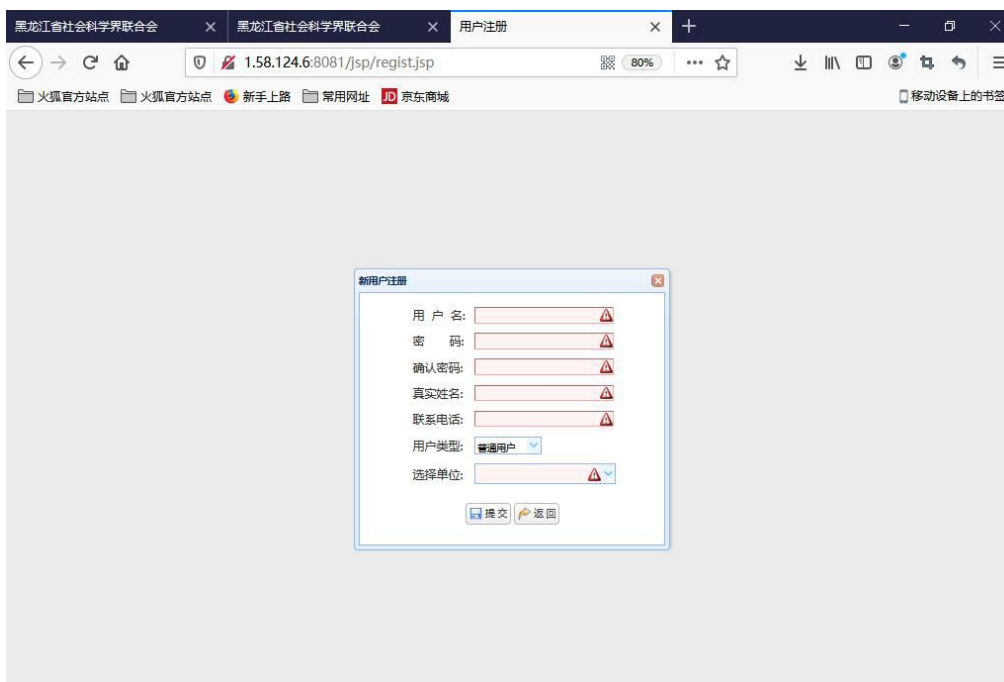 黑龙江省社会科学界联合会 黑龙江省社会科学界联合会 用户注册
1.58.124.6:8081/jsp/regist.jsp 80%
火狐官方站点 火狐官方站点 新手上路 常用网址 JD 京东商城 移动设备上的书签
新用户注册
用 户 名:
密 码:
确认密码:
真实姓名:
联系电话:
用户类型: 普通用户
选择单位:
提交 返回